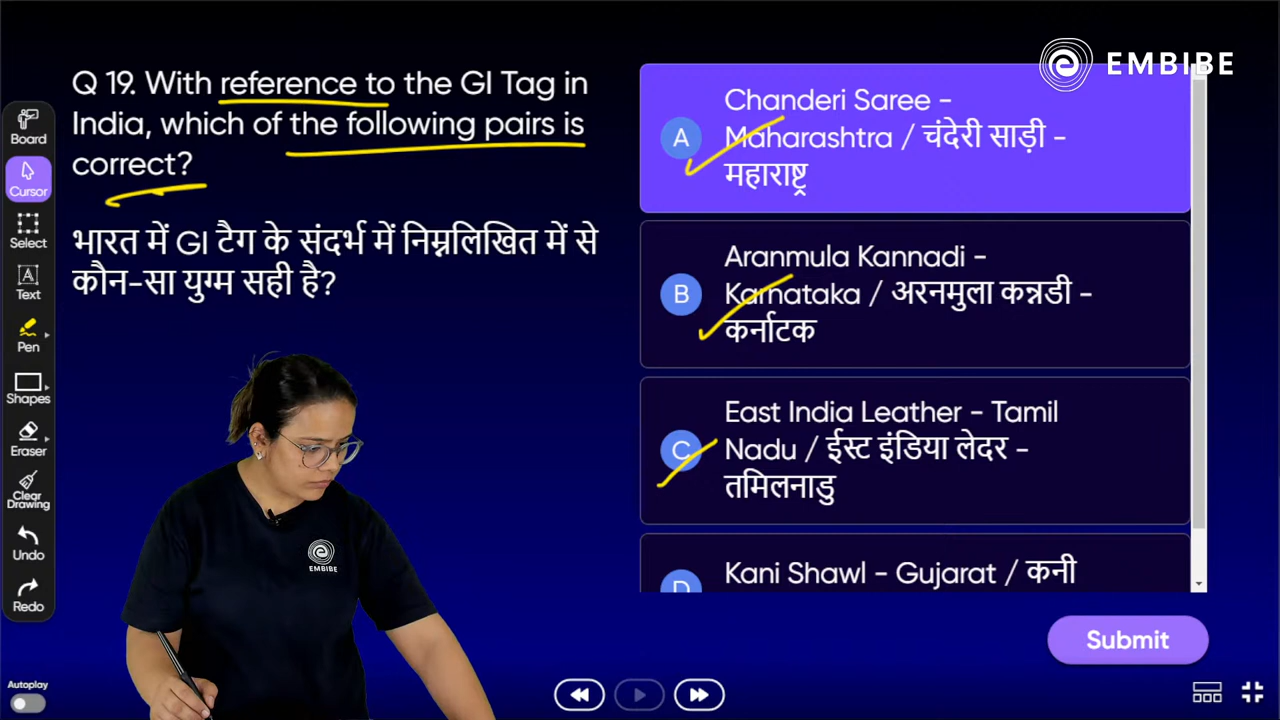 EMBIBE
Q 19. With reference to the GI Tag in
India, which of the following pairs is
correct?
भारत में GI टैग के संदर्भ में निम्नलिखित में से
कौन-सा युग्म सही है?
A
Chanderi Saree -
Maharashtra / चंदेरी साड़ी -
महाराष्ट्र
B
Aranmula Kannadi -
Karnataka / अरनमुला कन्नडी -
कर्नाटक
C
East India Leather - Tamil
Nadu / ईस्ट इंडिया लेदर -
तमिलनाडु
D
Kani Shawl - Gujarat / कनी
Submit
Board
Cursor
Select
Text
Pen
Shapes
Eraser
Clear
Drawing
Undo
Redo
Autoplay
EMBIBE